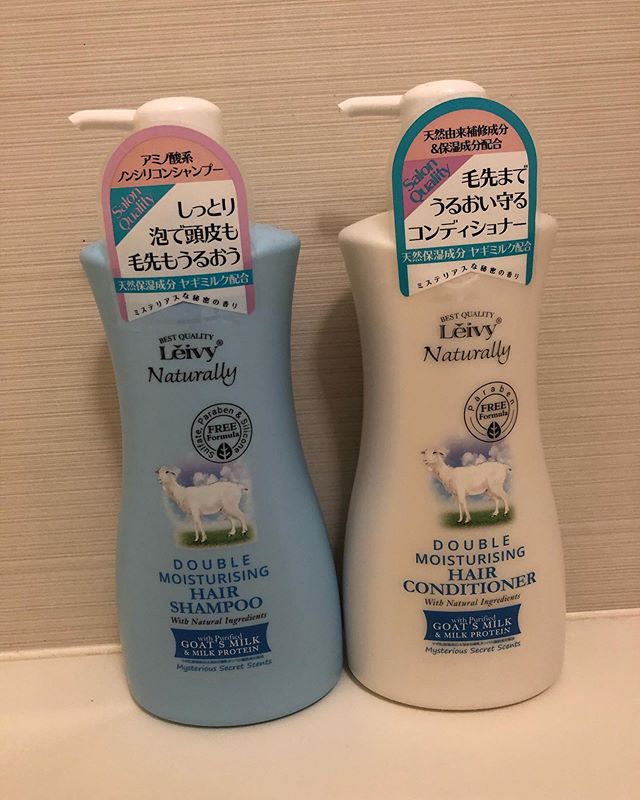 アミノ酸系
ノンシリコンシャンプー
Salon
Quality
しっとり
泡で頭皮も
毛先もうるおう
天然保湿成分 ヤギミルク配合
ミステリアスな秘密の香り
BEST QUALITY
Lěivy®
Naturally
Sulfate, Paraben & Silicone
FREE
Formula
DOUBLE
MOISTURISING
HAIR
SHAMPOO
With Natural Ingredients
with Purified
GOAT'S MILK
& MILK PROTEIN
Mysterious Secret Scents
天然由来補修成分
&保湿成分配合
Salon
Quality
毛先まで
うるおい守る
コンディショナー
天然保湿成分 ヤギミルク配合
ミステリアスな秘密の香り
BEST QUALITY
Lěivy®
Naturally
Paraben
FREE
Formula
DOUBLE
MOISTURISING
HAIR
CONDITIONER
With Natural Ingredients
with Purified
GOAT'S MILK
& MILK PROTEIN
Mysterious Secret Scents